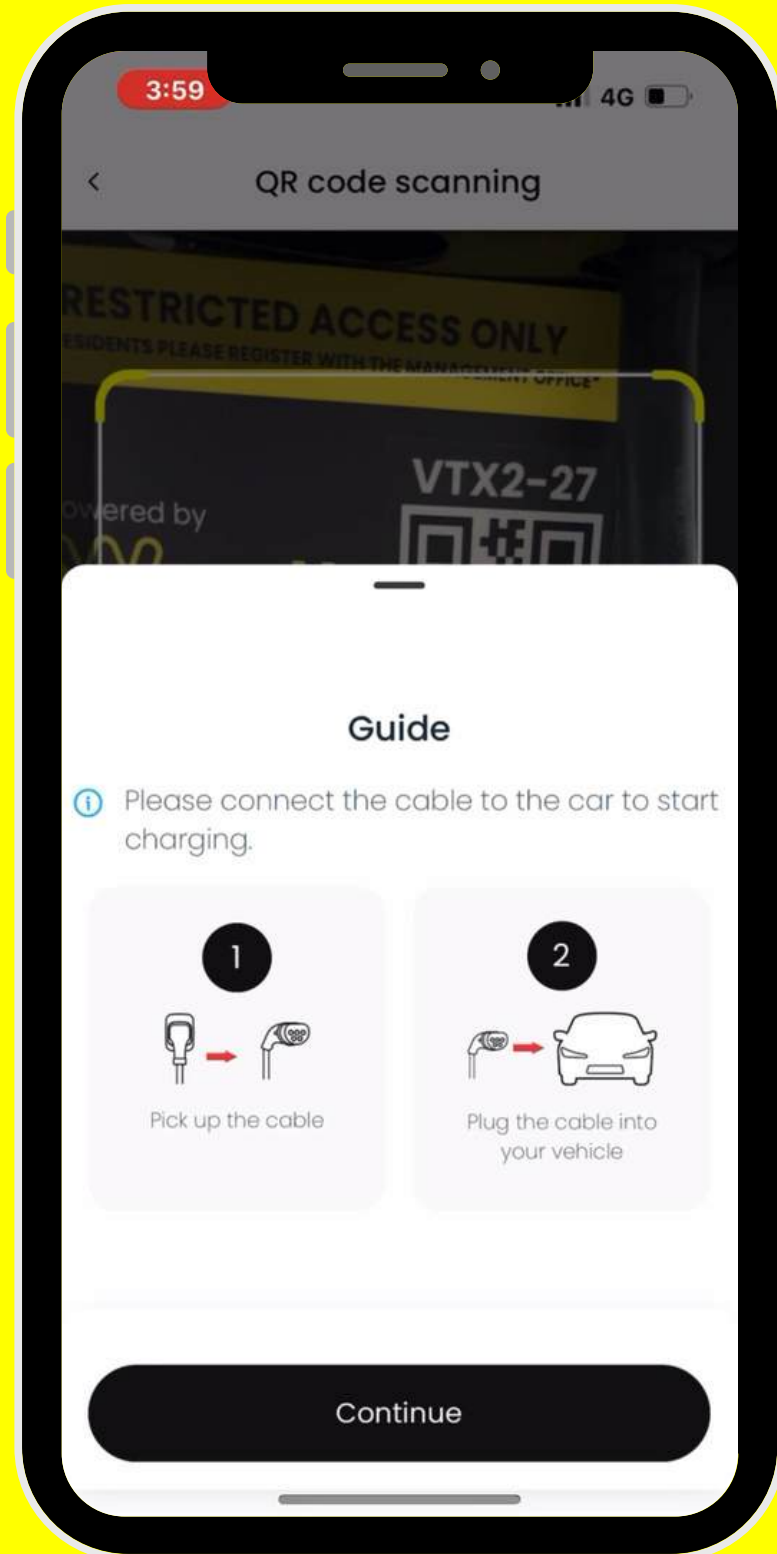 3:59
4G
QR code scanning
RESTRICTED ACCESS ONLY
ESIDENTS PLEASE REGISTER WITH THE MANAGEMENT OFFICE*
VTX2-27
owered by
Guide
Please connect the cable to the car to start
charging.
1
Pick up the cable
2
Plug the cable into
your vehicle
Continue